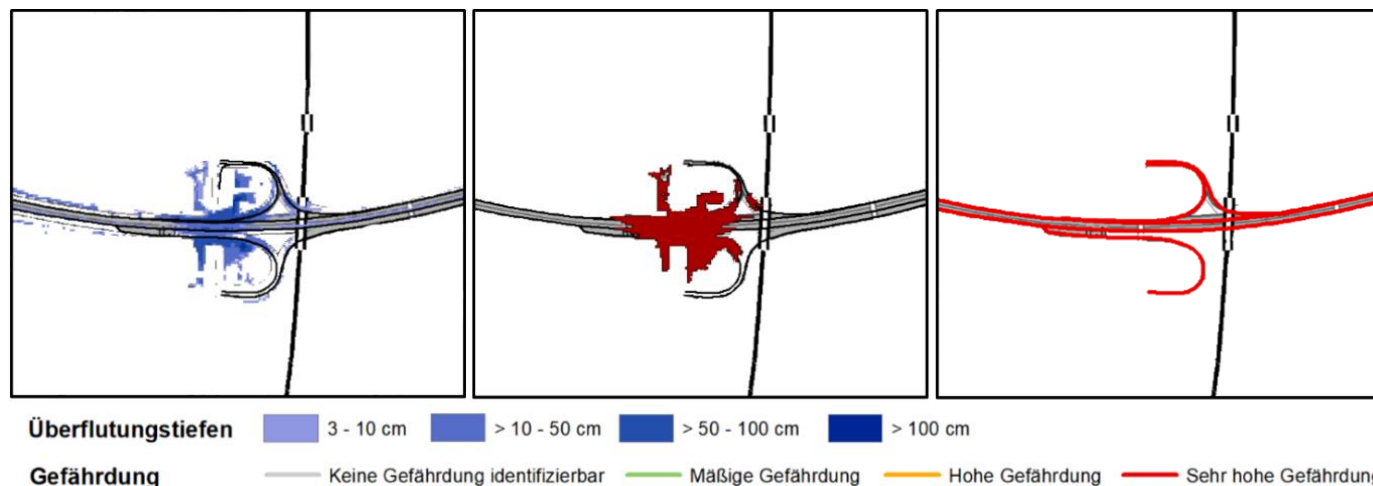 Überflutungstiefen 3 - 10 cm > 10 - 50 cm > 50 - 100 cm > 100 cm
Gefährdung Keine Gefährdung identifizierbar Mäßige Gefährdung Hohe Gefährdung Sehr hohe Gefährdung